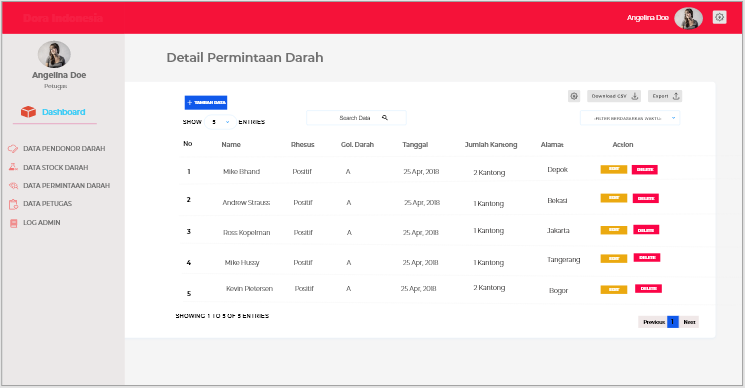 Dora Indonesia
Angelina Doe
Angelina Doe
Petugas
Dashboard
DATA PENDONOR DARAH
DATA STOCK DARAH
DATA PERMINTAAN DARAH
DATA PETUGAS
LOG ADMIN
Detail Permintaan Darah
+ TAMBAH DATA
Download CSV Export
SHOW 5 ENTRIES Search Data
No Name Rhesus Gol. Darah Tanggal Jumlah Kantong Alamat Action
1 Mike Bhand Positif A 25 Apr, 2018 2 Kantong Depok EDIT DELETE
2 Andrew Strauss Positif A 25 Apr, 2018 1 Kantong Bekasi EDIT DELETE
3 Ross Kopelman Positif A 25 Apr, 2018 1 Kantong Jakarta EDIT DELETE
4 Mike Hussy Positif A 25 Apr, 2018 1 Kantong Tangerang EDIT DELETE
5 Kevin Pietersen Positif A 25 Apr, 2018 2 Kantong Bogor EDIT DELETE
SHOWING 1 TO 5 OF 5 ENTRIES
Previous 1 Next